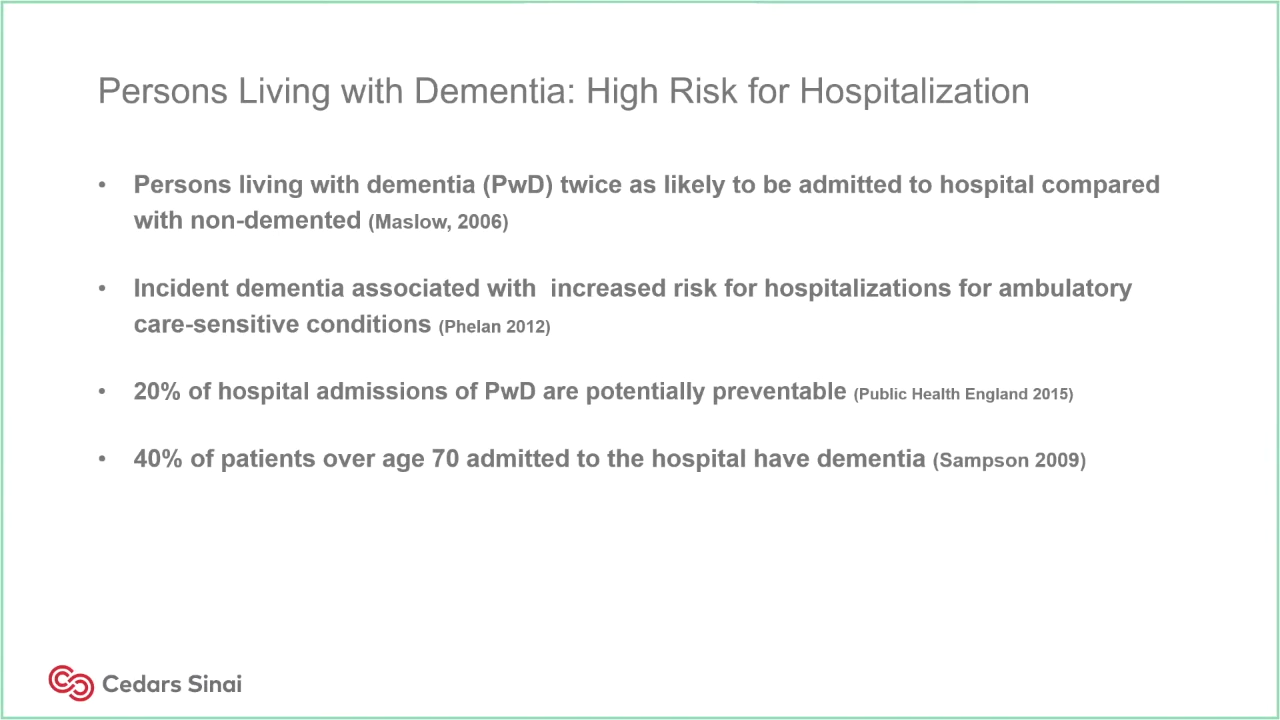 Persons Living with Dementia: High Risk for Hospitalization
• Persons living with dementia (PwD) twice as likely to be admitted to hospital compared
with non-demented (Maslow, 2006)
• Incident dementia associated with  increased risk for hospitalizations for ambulatory
care-sensitive conditions (Phelan 2012)
• 20% of hospital admissions of PwD are potentially preventable (Public Health England 2015)
• 40% of patients over age 70 admitted to the hospital have dementia (Sampson 2009)
Cedars Sinai